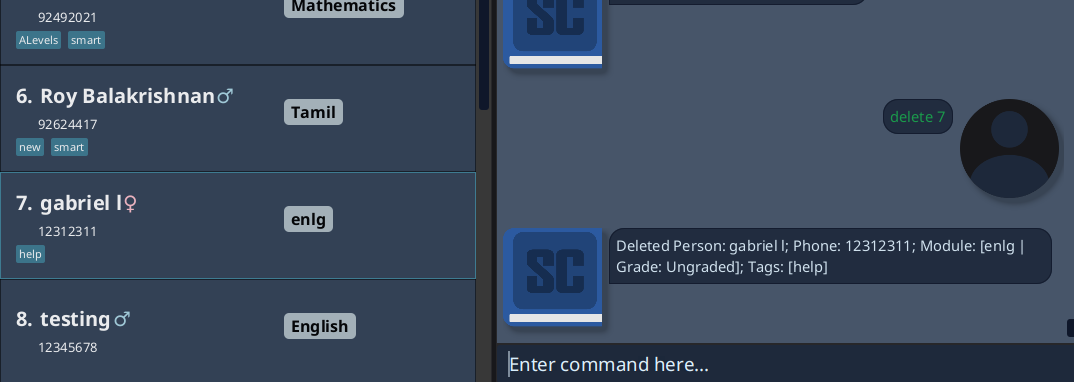 Mathematics
92492021
ALevels smart
6. Roy Balakrishnan♂
Tamil
92624417
new smart
7. gabriel l♀
enlg
12312311
help
8. testing♂
English
12345678
SC
delete 7
SC
Deleted Person: gabriel l; Phone: 12312311; Module: [enlg |
Grade: Ungraded]; Tags: [help]
Enter command here...